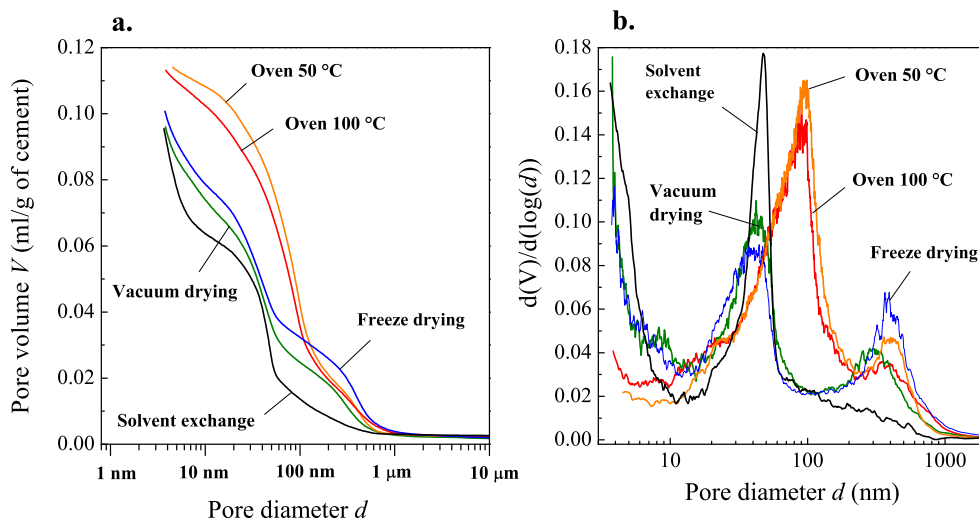 a.
0.12
0.10
0.08
0.06
0.04
0.02
0.00
Pore volume V (ml/g of cement)
Oven 50 °C
Oven 100 °C
Vacuum drying
Freeze drying
Solvent exchange
1 nm
10 nm
100 nm
1 µm
10 µm
Pore diameter d
b.
0.18
0.16
0.14
0.12
0.10
0.08
0.06
0.04
0.02
0.00
d(V)/d(log(d))
Solvent
exchange
Oven 50 °C
Vacuum
drying
Oven 100 °C
Freeze drying
10
100
1000
Pore diameter d (nm)